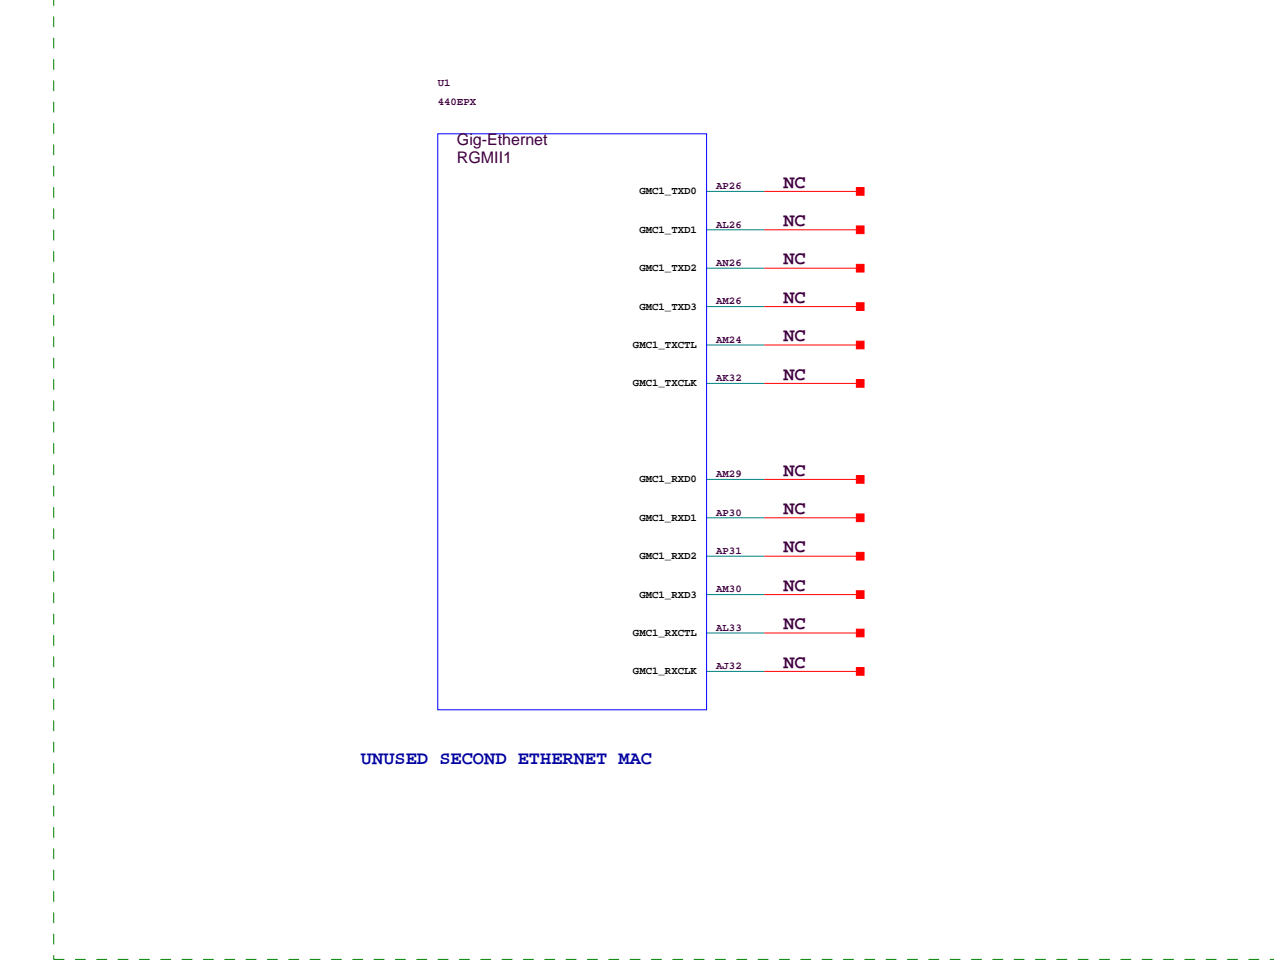 U1
440EPX
Gig-Ethernet
RGMII1
GMC1_TXD0 AP26 NC
GMC1_TXD1 AL26 NC
GMC1_TXD2 AN26 NC
GMC1_TXD3 AM26 NC
GMC1_TXCTL AM24 NC
GMC1_TXCLK AK32 NC
GMC1_RXD0 AM29 NC
GMC1_RXD1 AP30 NC
GMC1_RXD2 AP31 NC
GMC1_RXD3 AM30 NC
GMC1_RXCTL AL33 NC
GMC1_RXCLK AJ32 NC
UNUSED SECOND ETHERNET MAC